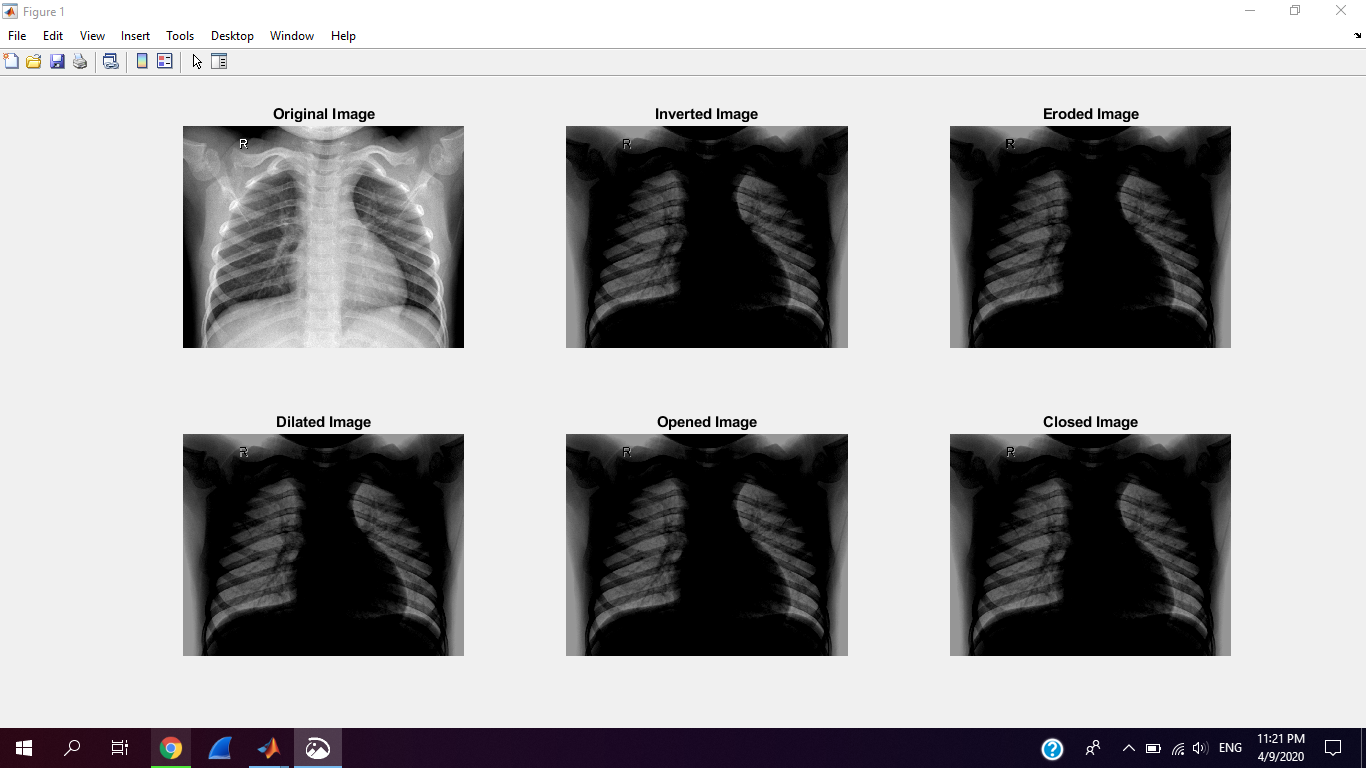 Figure 1
File Edit View Insert Tools Desktop Window Help
Original Image Inverted Image Eroded Image
R R R
Dilated Image Opened Image Closed Image
R R R
ENG 11:21 PM
4/9/2020